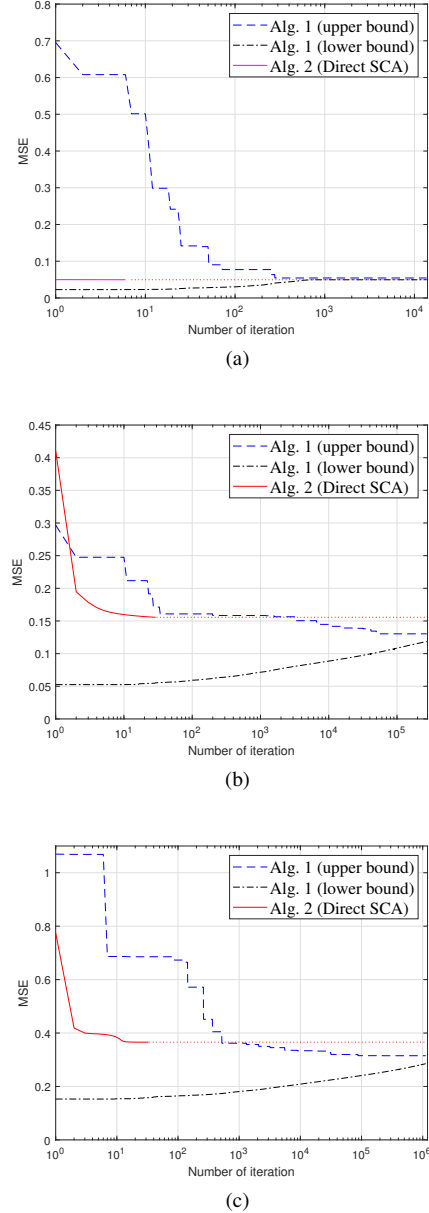 0.8
0.7
0.6
0.5
0.4
0.3
0.2
0.1
0
MSE
Alg. 1 (upper bound)
Alg. 1 (lower bound)
Alg. 2 (Direct SCA)
10^0 10^1 10^2 10^3 10^4
Number of iteration
(a)
0.45
0.4
0.35
0.3
0.25
0.2
0.15
0.1
0.05
0
MSE
Alg. 1 (upper bound)
Alg. 1 (lower bound)
Alg. 2 (Direct SCA)
10^0 10^1 10^2 10^3 10^4 10^5
Number of iteration
(b)
1
0.8
0.6
0.4
0.2
0
MSE
Alg. 1 (upper bound)
Alg. 1 (lower bound)
Alg. 2 (Direct SCA)
10^0 10^1 10^2 10^3 10^4 10^5 10^6
Number of iteration
(c)